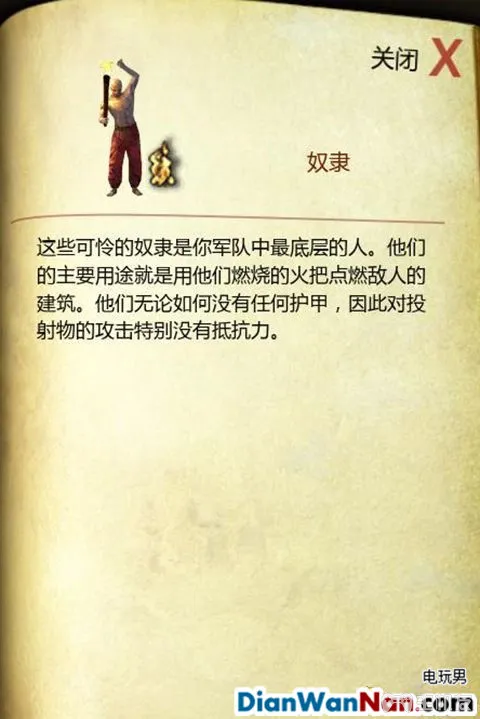 关闭 X
奴隶
这些可怜的奴隶是你军队中最底层的人。他们
的主要用途就是用他们燃烧的火把点燃敌人的
建筑。他们无论如何没有任何护甲，因此对投
射物的攻击特别没有抵抗力。
电玩男
DianWanNan.com